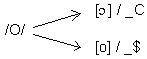 [ɔ] / _C
/O/
[o] / _$